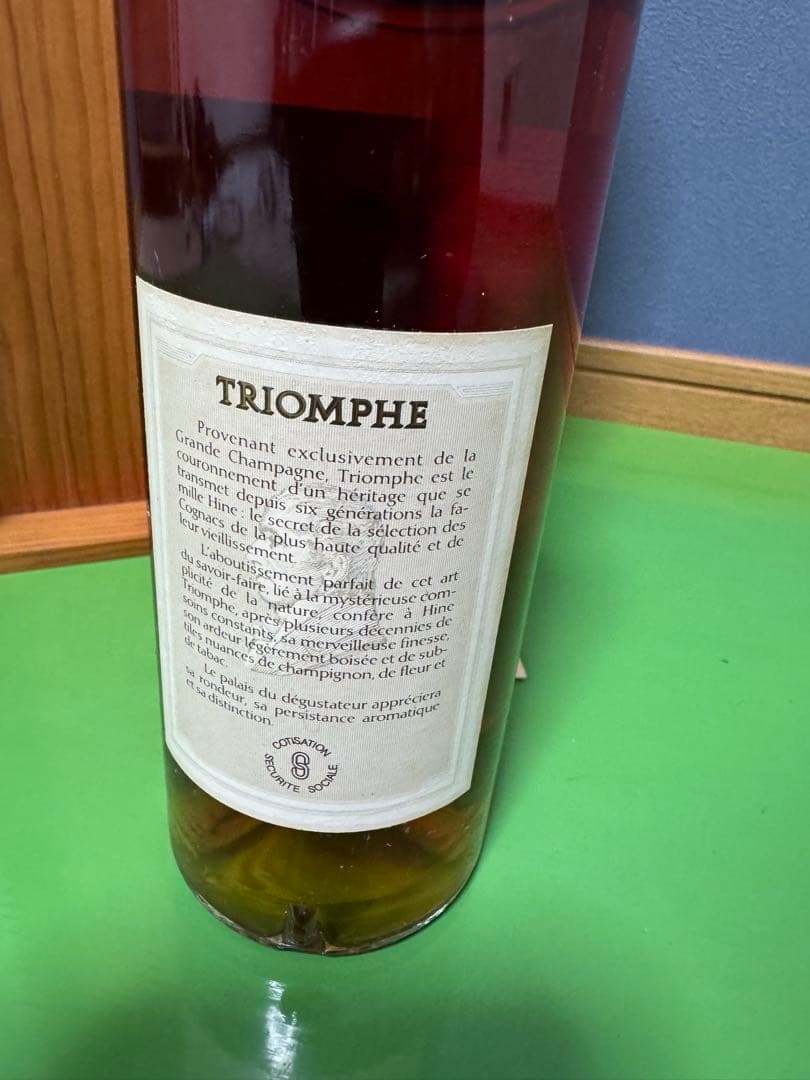 TRIOMPHE
Provenant exclusivement de la
Grande Champagne, Triomphe est le
couronnement d'un héritage que se
transmet depuis six générations la fa-
mille Hine : le secret de la sélection des
Cognacs de la plus haute qualité et de
leur vieillissement.
L'aboutissement parfait de cet art
du savoir-faire, lié à la mystérieuse com-
plicité de la nature, confère à Hine
Triomphe, après plusieurs décennies de
soins constants, sa merveilleuse finesse,
son ardeur légèrement boisée et de sub-
tiles nuances de champignon, de fleur et
de tabac.
Le palais du dégustateur appréciera
sa rondeur, sa persistance aromatique
et sa distinction.
COTISATION
SECURITE SOCIALE